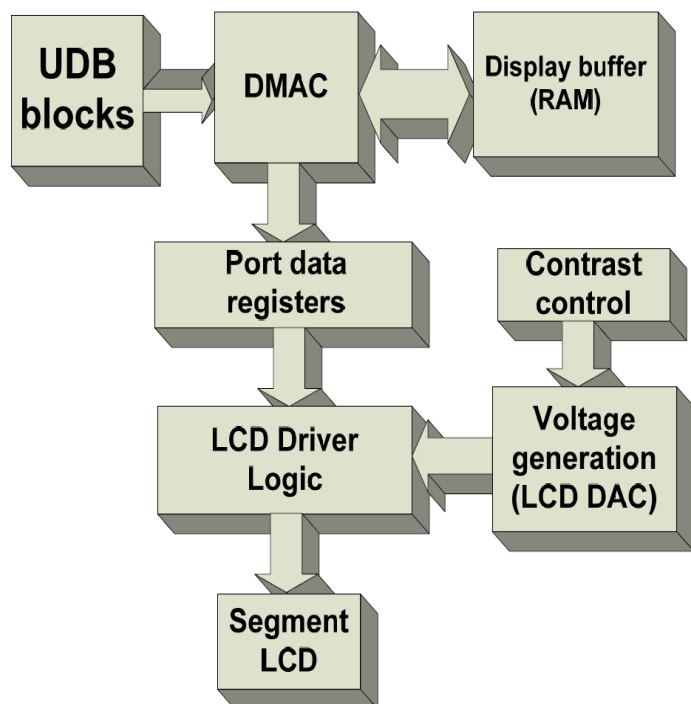 UDB
blocks
DMAC
Display buffer
(RAM)
Port data
registers
Contrast
control
LCD Driver
Logic
Voltage
generation
(LCD DAC)
Segment
LCD